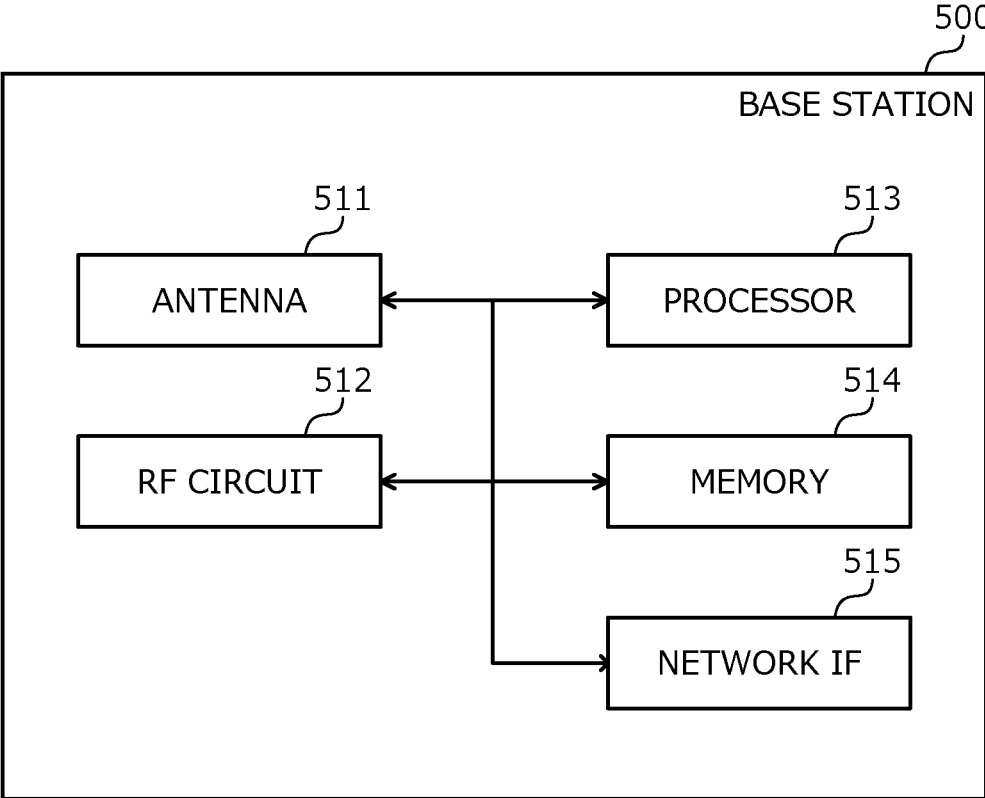 500
BASE STATION
511
ANTENNA
513
PROCESSOR
512
RF CIRCUIT
514
MEMORY
515
NETWORK IF